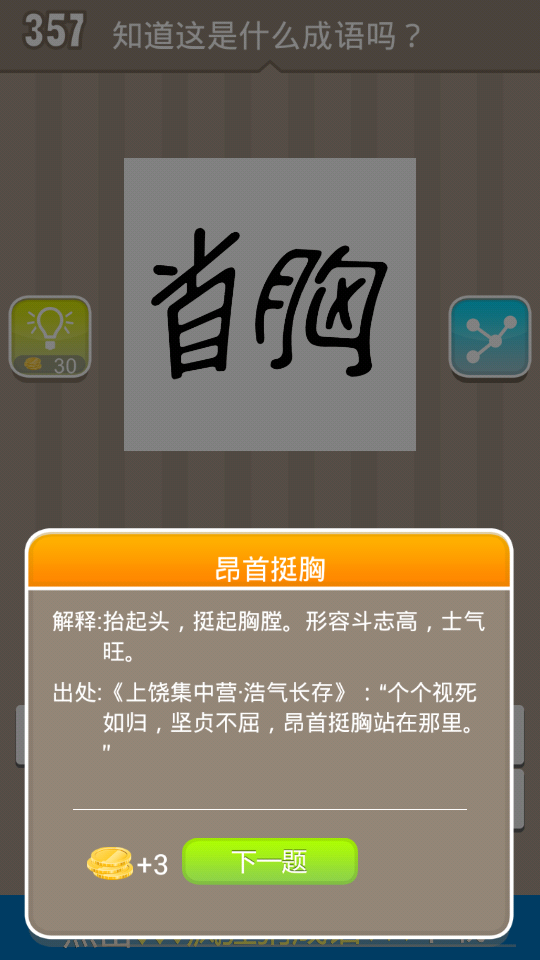 357 知道这是什么成语吗？
首胸
30
昂首挺胸
解释:抬起头，挺起胸膛。形容斗志高，士气
旺。
出处:《上饶集中营·浩气长存》：“个个视死
如归，坚贞不屈，昂首挺胸站在那里。
”
+3 下一题